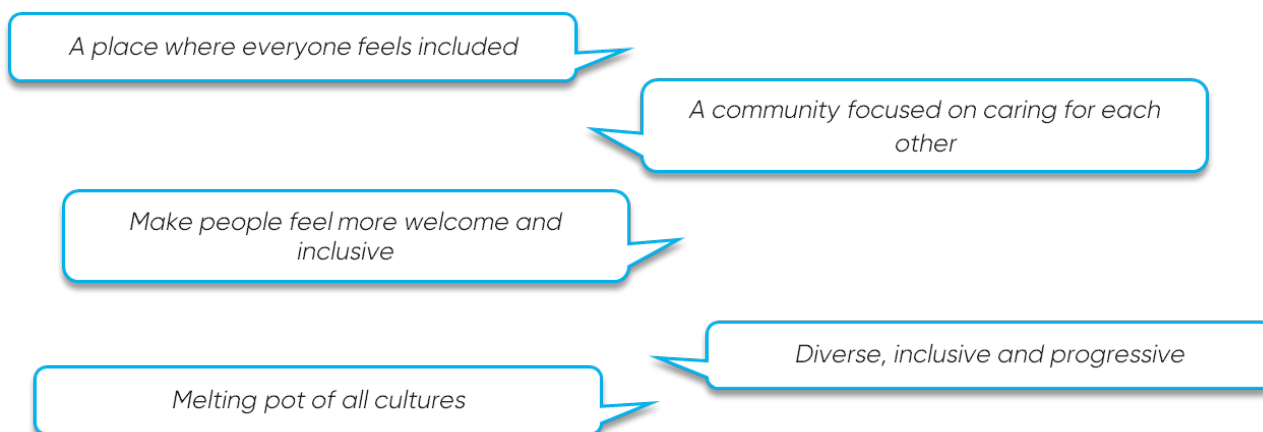 A place where everyone feels included
A community focused on caring for each
other
Make people feel more welcome and
inclusive
Diverse, inclusive and progressive
Melting pot of all cultures